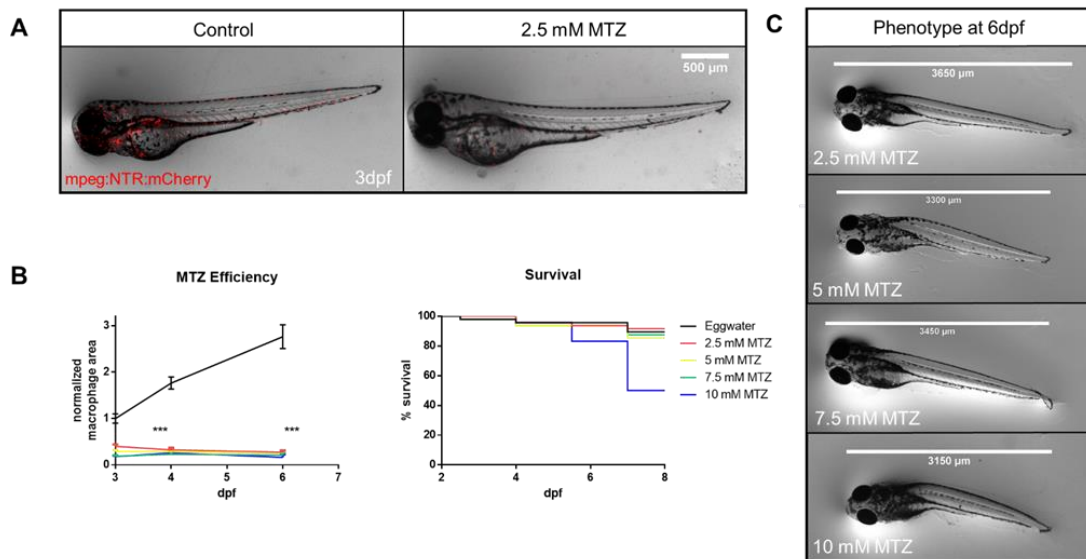 A
Control
2.5 mM MTZ
500 µm
mpeg:NTR:mCherry
3dpf
B
MTZ Efficiency
normalized
macrophage area
3
2
1
0
***
***
3
4
5
6
7
dpf
Survival
% survival
100
80
60
40
20
0
2
4
6
8
dpf
Eggwater
2.5 mM MTZ
5 mM MTZ
7.5 mM MTZ
10 mM MTZ
C
Phenotype at 6dpf
3650 µm
2.5 mM MTZ
3300 µm
5 mM MTZ
3450 µm
7.5 mM MTZ
3150 µm
10 mM MTZ